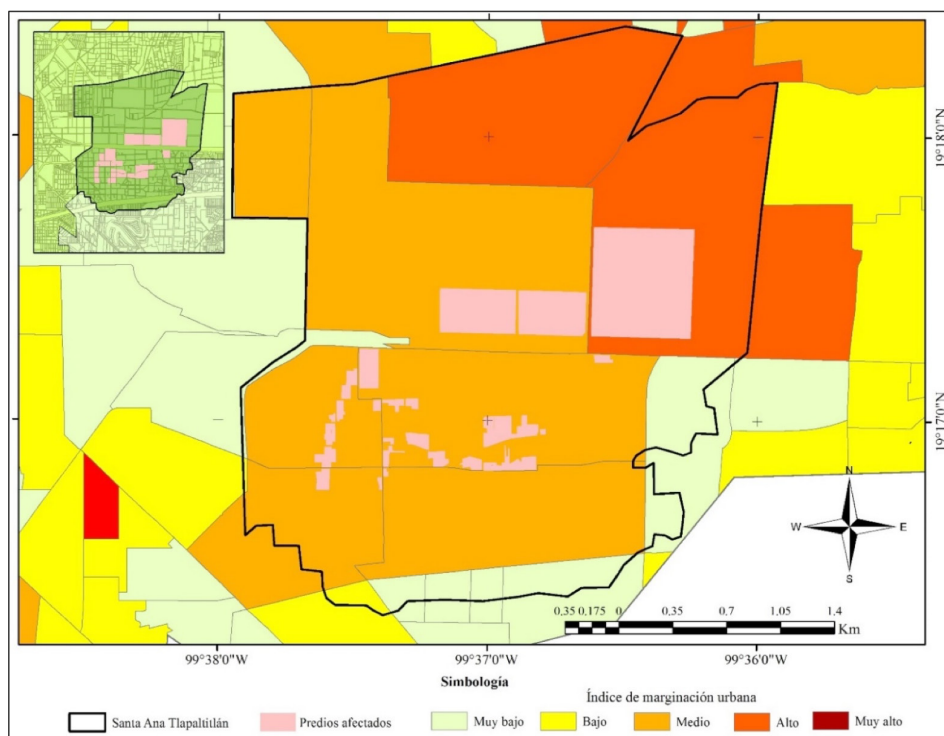 19°18'0"N
19°17'0"N
N
W
E
S
0,35 0,175 0 0,35 0,7 1,05 1,4
Km
99°38'0"W 99°37'0"W 99°36'0"W
Simbología
Índice de marginación urbana
Santa Ana Tlapaltitlán Predios afectados Muy bajo Bajo Medio Alto Muy alto